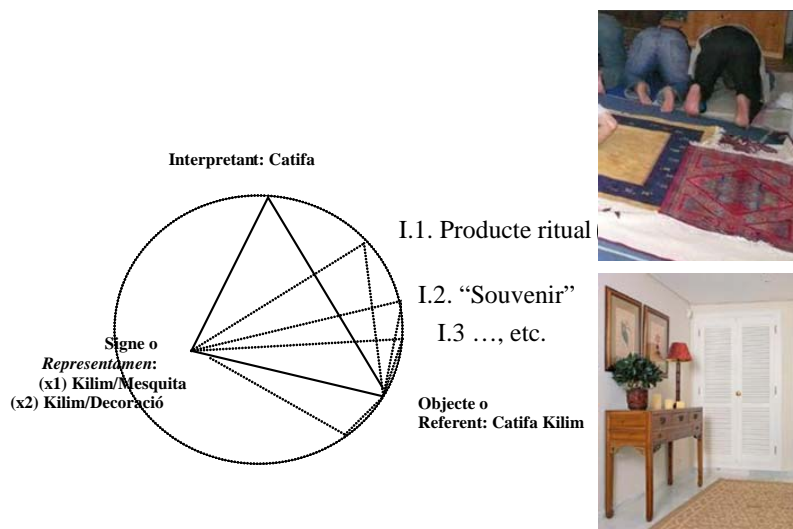 Interpretant: Catifa
I.1. Producte ritual
I.2. “Souvenir”
I.3 …, etc.
Signe o
Representamen:
(x1) Kilim/Mesquita
(x2) Kilim/Decoració
Objecte o
Referent: Catifa Kilim